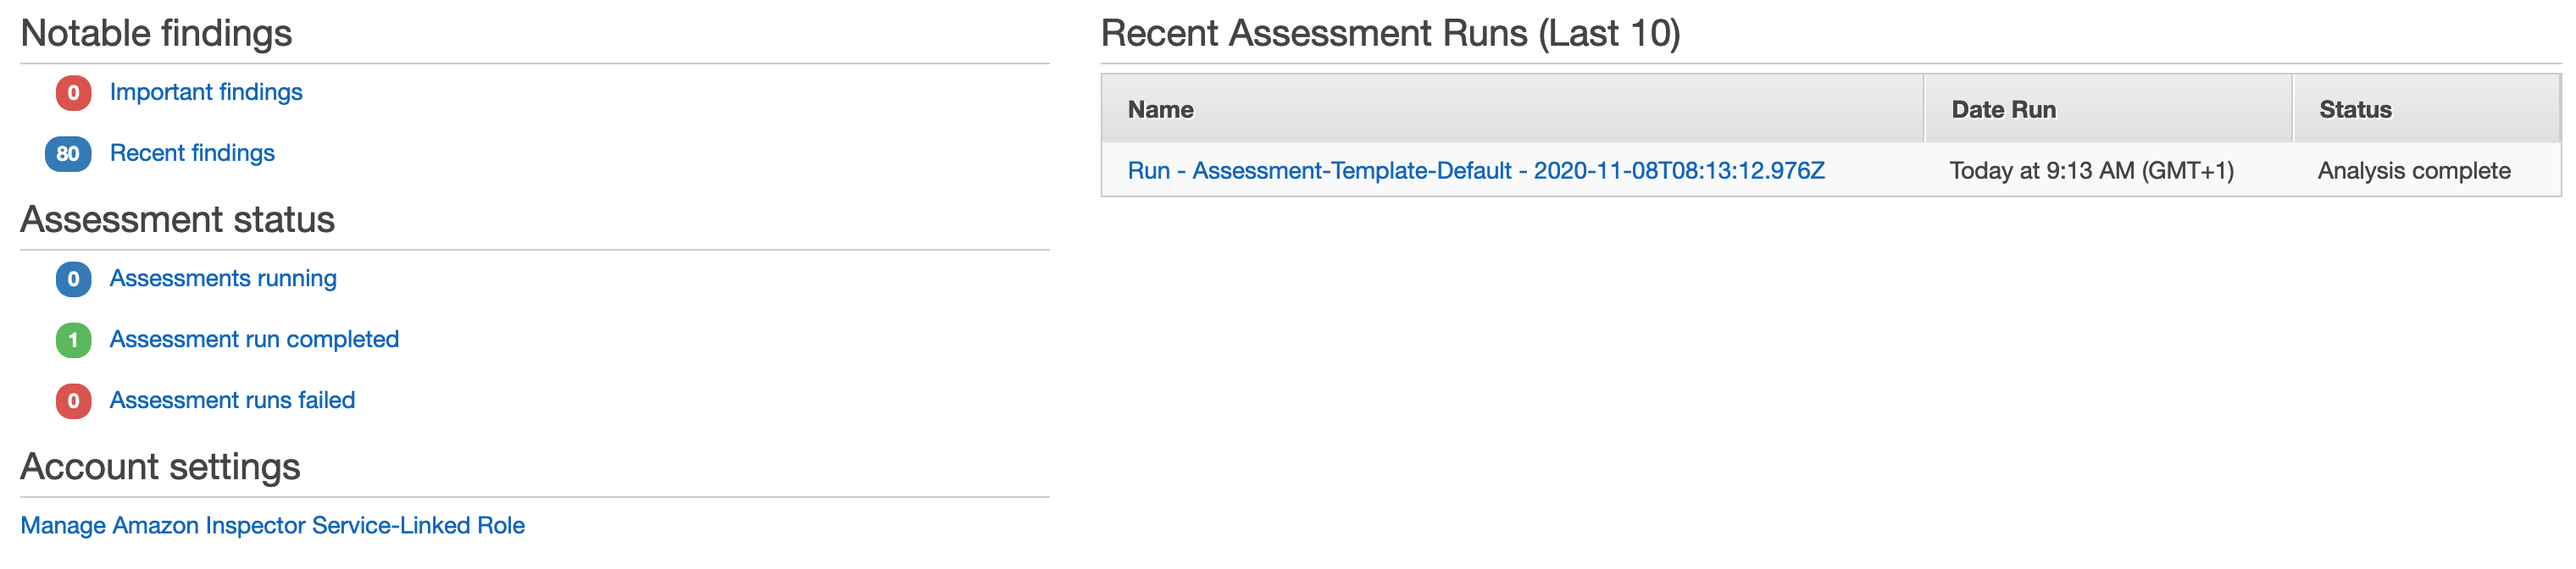 Notable findings
0 Important findings
80 Recent findings
Assessment status
0 Assessments running
1 Assessment run completed
0 Assessment runs failed
Account settings
Manage Amazon Inspector Service-Linked Role
Recent Assessment Runs (Last 10)
Name Date Run Status
Run - Assessment-Template-Default - 2020-11-08T08:13:12.976Z Today at 9:13 AM (GMT+1) Analysis complete